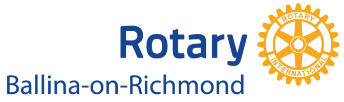 Rotary
Ballina-on-Richmond
ROTARY
INTERNATIONAL